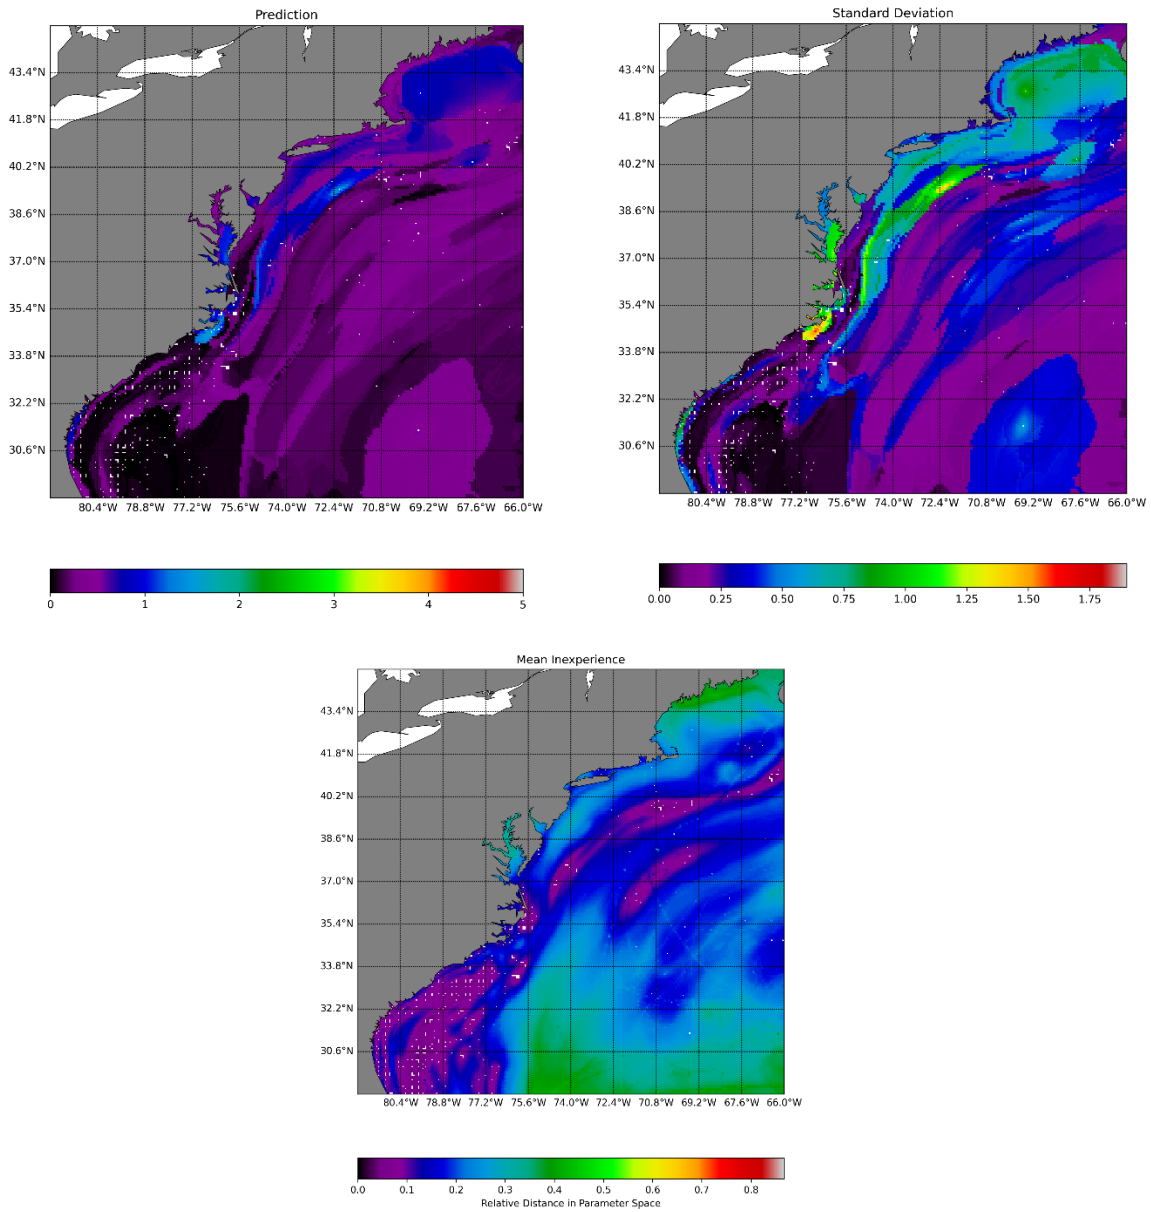 Prediction
43.4°N
41.8°N
40.2°N
38.6°N
37.0°N
35.4°N
33.8°N
32.2°N
30.6°N
80.4°W 78.8°W 77.2°W 75.6°W 74.0°W 72.4°W 70.8°W 69.2°W 67.6°W 66.0°W
0 1 2 3 4 5
Standard Deviation
43.4°N
41.8°N
40.2°N
38.6°N
37.0°N
35.4°N
33.8°N
32.2°N
30.6°N
80.4°W 78.8°W 77.2°W 75.6°W 74.0°W 72.4°W 70.8°W 69.2°W 67.6°W 66.0°W
0.00 0.25 0.50 0.75 1.00 1.25 1.50 1.75
Mean Inexperience
43.4°N
41.8°N
40.2°N
38.6°N
37.0°N
35.4°N
33.8°N
32.2°N
30.6°N
80.4°W 78.8°W 77.2°W 75.6°W 74.0°W 72.4°W 70.8°W 69.2°W 67.6°W 66.0°W
0.0 0.1 0.2 0.3 0.4 0.5 0.6 0.7 0.8
Relative Distance in Parameter Space